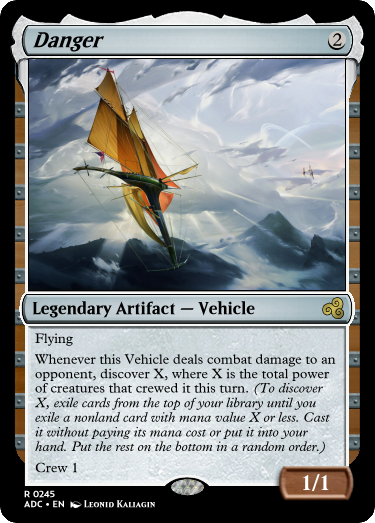 Danger 2
Legendary Artifact — Vehicle
Flying
Whenever this Vehicle deals combat damage to an
opponent, discover X, where X is the total power
of creatures that crewed it this turn. (To discover
X, exile cards from the top of your library until you
exile a nonland card with mana value X or less. Cast
it without paying its mana cost or put it into your
hand. Put the rest on the bottom in a random order.)
Crew 1
1/1
R 0245
ADC • EN Leonid Kaliagin